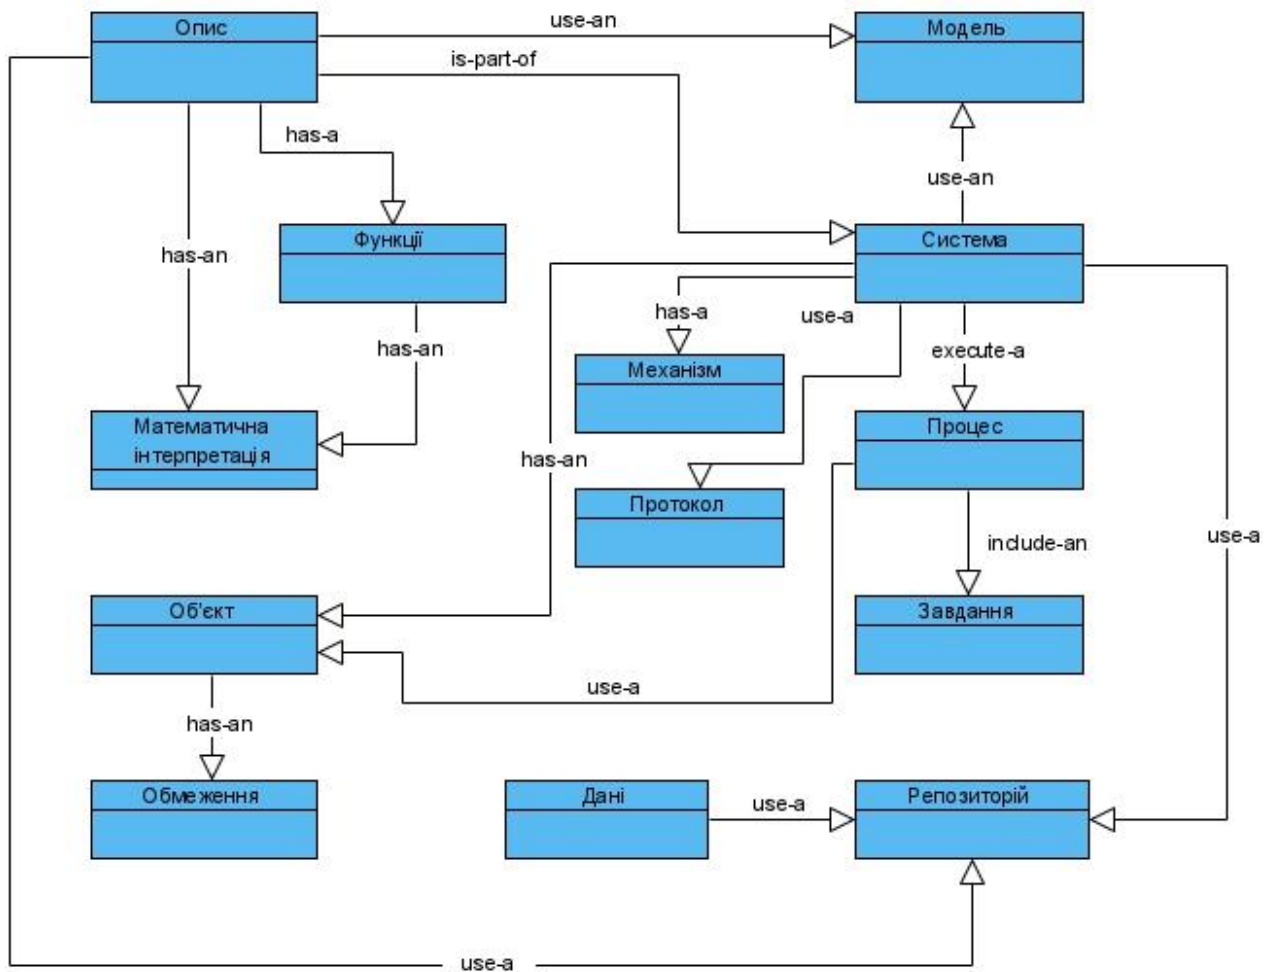 Опис
use-an
Модель
is-part-of
has-a
use-an
Функції
Система
has-an
has-a
use-a
has-an
execute-a
Механізм
Математична
інтерпретація
Процес
has-an
Протокол
include-an
use-a
Об'єкт
Завдання
use-a
has-an
Обмеження
Дані
use-a
Репозиторій
use-a